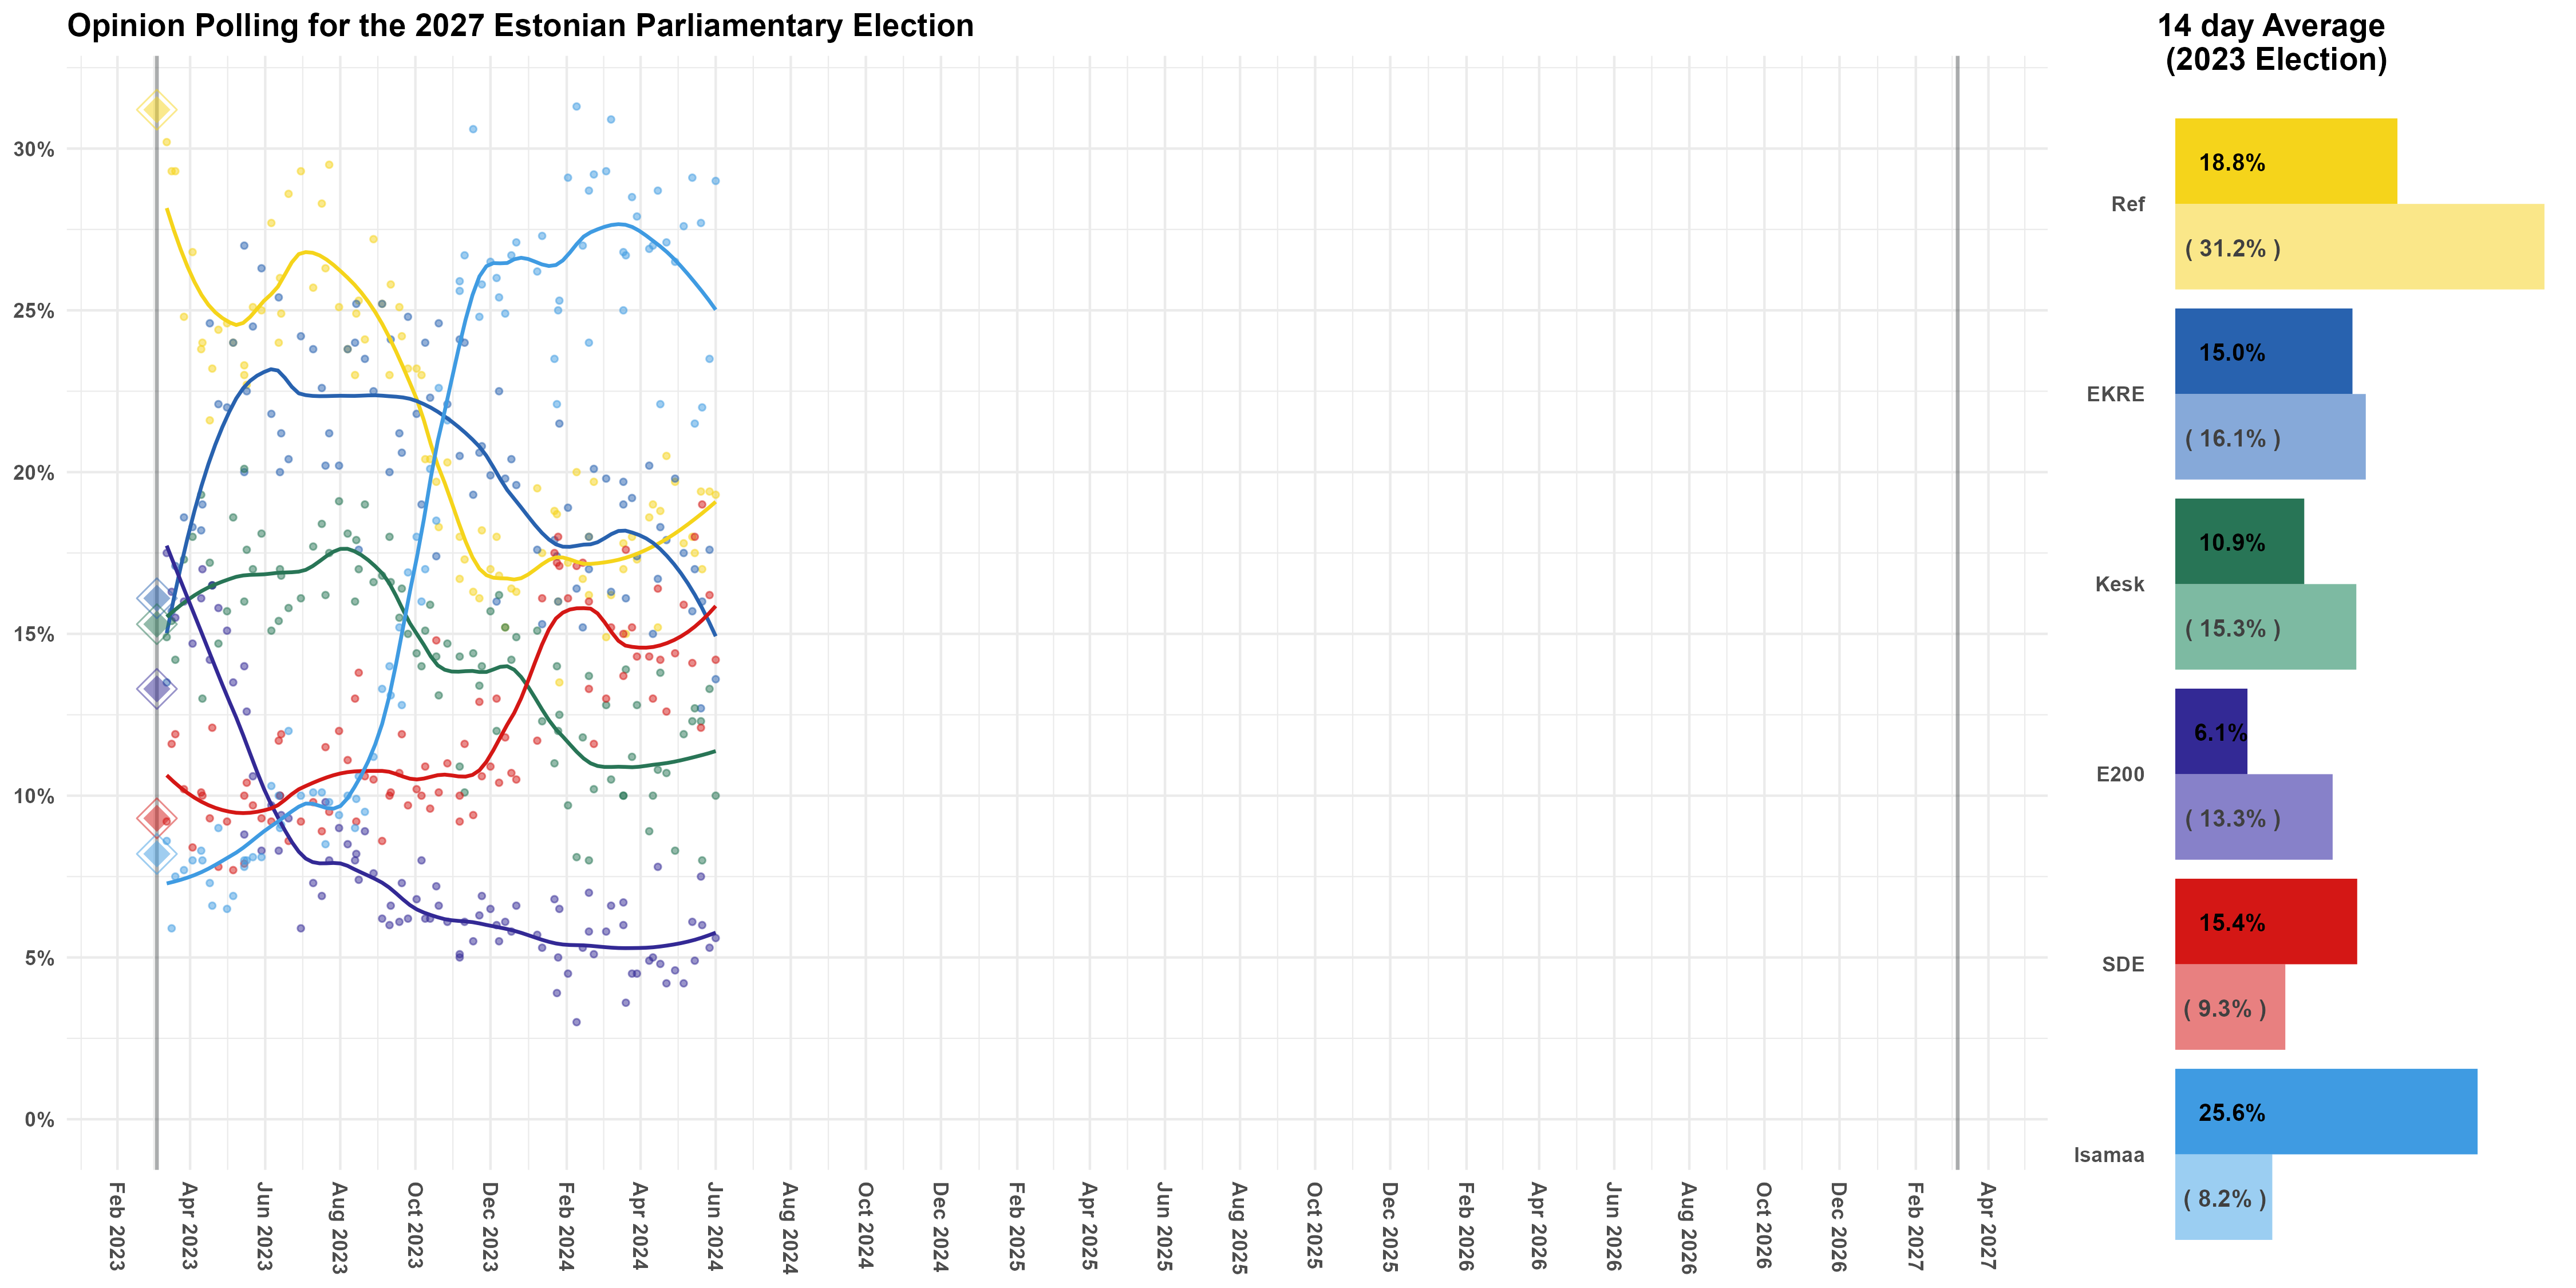 Opinion Polling for the 2027 Estonian Parliamentary Election
14 day Average
(2023 Election)
30%
25%
20%
15%
10%
5%
0%
Feb 2023
Apr 2023
Jun 2023
Aug 2023
Oct 2023
Dec 2023
Feb 2024
Apr 2024
Jun 2024
Aug 2024
Oct 2024
Dec 2024
Feb 2025
Apr 2025
Jun 2025
Aug 2025
Oct 2025
Dec 2025
Feb 2026
Apr 2026
Jun 2026
Aug 2026
Oct 2026
Dec 2026
Feb 2027
Apr 2027
Ref
18.8%
( 31.2% )
EKRE
15.0%
( 16.1% )
Kesk
10.9%
( 15.3% )
E200
6.1%
( 13.3% )
SDE
15.4%
( 9.3% )
Isamaa
25.6%
( 8.2% )